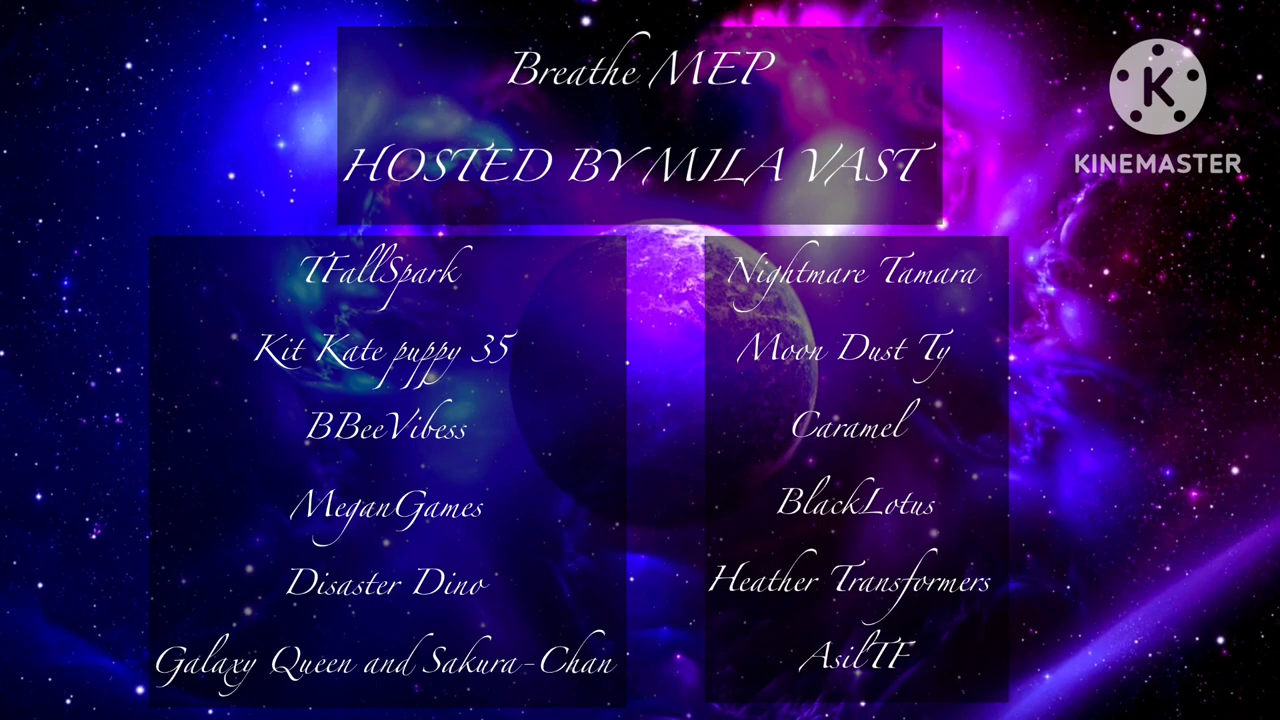 Breathe MEP
HOSTED BY MILA VAST
K
KINEMASTER
TFallSpark
Kit Kate puppy 35
BBeeVibess
MeganGames
Disaster Dino
Galaxy Queen and Sakura-Chan
Nightmare Tamara
Moon Dust Ty
Caramel
BlackLotus
Heather Transformers
AsilTF